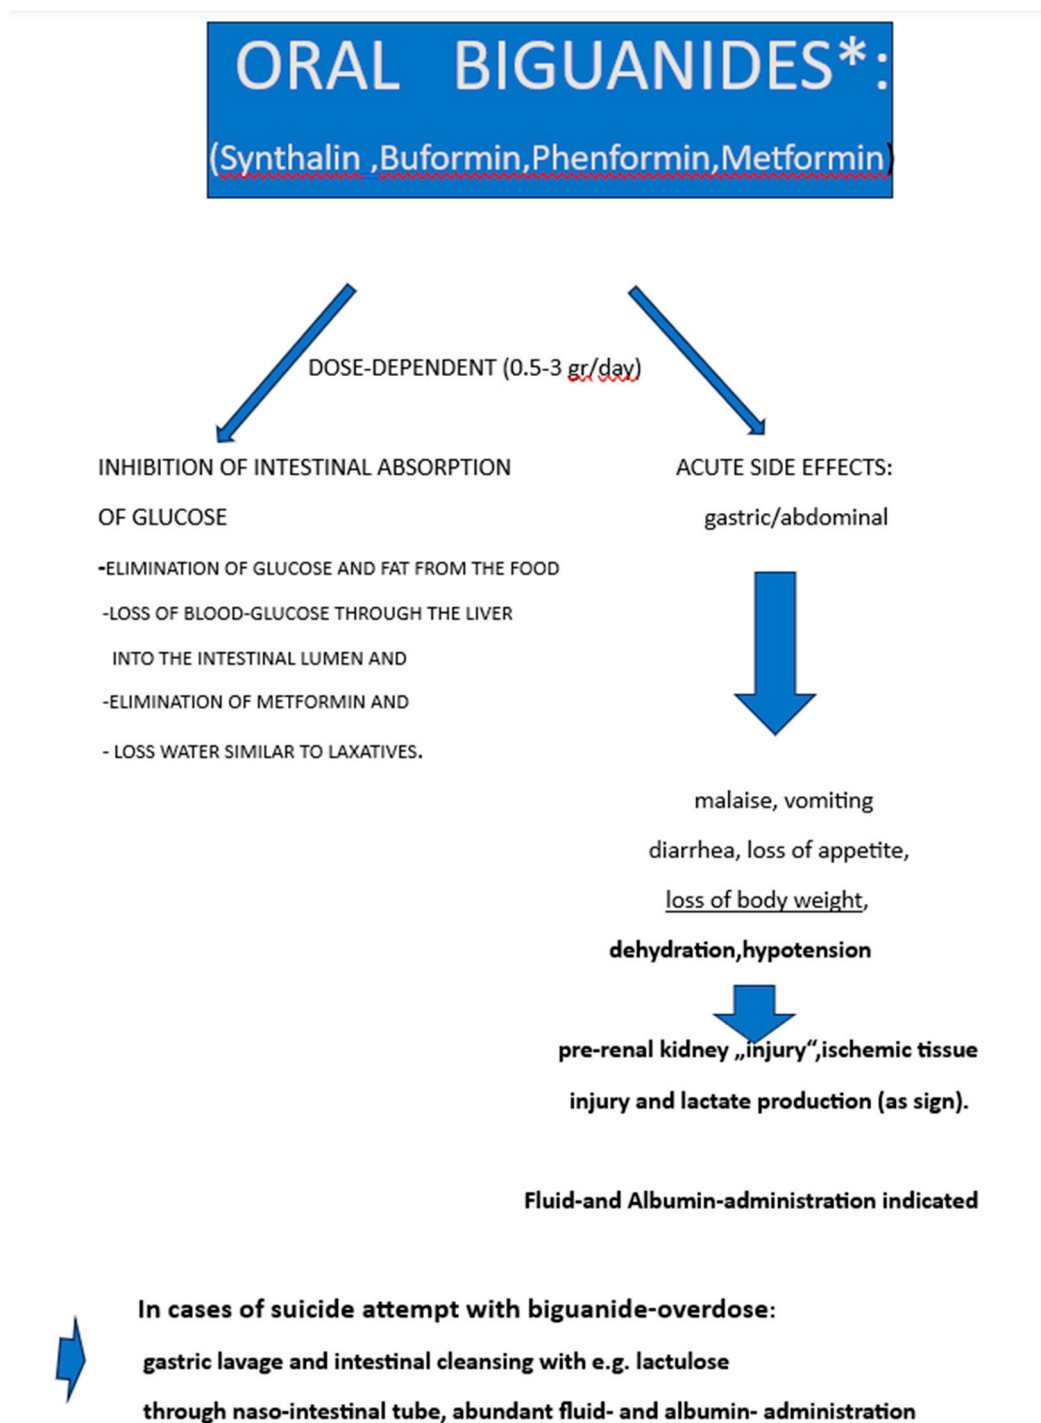 ORAL BIGUANIDES*:
(Synthalin ,Buformin,Phenformin,Metformin)
DOSE-DEPENDENT (0.5-3 gr/day)
INHIBITION OF INTESTINAL ABSORPTION
OF GLUCOSE
-ELIMINATION OF GLUCOSE AND FAT FROM THE FOOD
-LOSS OF BLOOD-GLUCOSE THROUGH THE LIVER
INTO THE INTESTINAL LUMEN AND
-ELIMINATION OF METFORMIN AND
- LOSS WATER SIMILAR TO LAXATIVES.
ACUTE SIDE EFFECTS:
gastric/abdominal
malaise, vomiting
diarrhea, loss of appetite,
loss of body weight,
dehydration,hypotension
pre-renal kidney „injury“,ischemic tissue
injury and lactate production (as sign).
Fluid-and Albumin-administration indicated
In cases of suicide attempt with biguanide-overdose:
gastric lavage and intestinal cleansing with e.g. lactulose
through naso-intestinal tube, abundant fluid- and albumin- administration